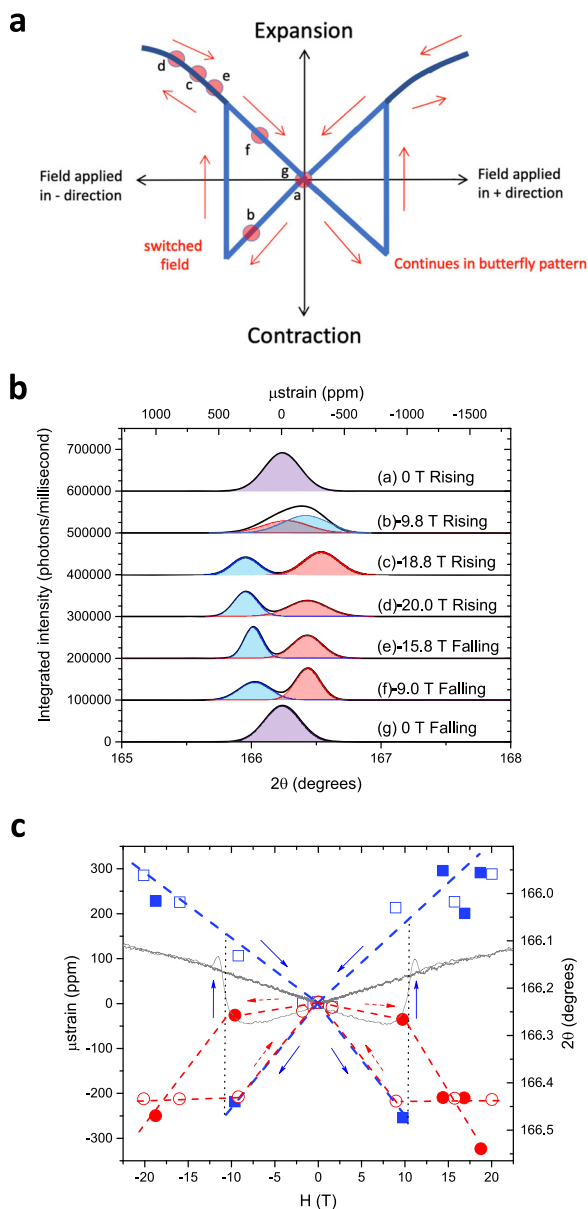 a
Expansion
d
c
e
f
g
Field applied
in - direction
Field applied
in + direction
a
b
switched
field
Continues in butterfly pattern
Contraction
b
μstrain (ppm)
1000 500 0 -500 -1000 -1500
Integrated intensity (photons/millisecond)
700000
600000
500000
400000
300000
200000
100000
0
(a) 0 T Rising
(b)-9.8 T Rising
(c)-18.8 T Rising
(d)-20.0 T Rising
(e)-15.8 T Falling
(f)-9.0 T Falling
(g) 0 T Falling
165 166 167 168
2θ (degrees)
c
μstrain (ppm)
300
200
100
0
-100
-200
-300
2θ (degrees)
166.0
166.1
166.2
166.3
166.4
166.5
-20 -15 -10 -5 0 5 10 15 20
H (T)